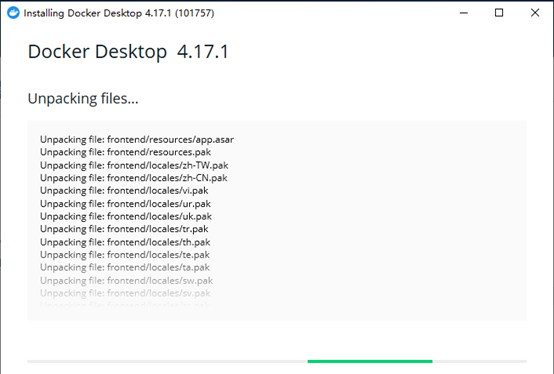 Installing Docker Desktop 4.17.1 (101757)
Docker Desktop 4.17.1
Unpacking files...
Unpacking file: frontend/resources/app.asar
Unpacking file: frontend/resources.pak
Unpacking file: frontend/locales/zh-TW.pak
Unpacking file: frontend/locales/zh-CN.pak
Unpacking file: frontend/locales/vi.pak
Unpacking file: frontend/locales/ur.pak
Unpacking file: frontend/locales/uk.pak
Unpacking file: frontend/locales/tr.pak
Unpacking file: frontend/locales/th.pak
Unpacking file: frontend/locales/te.pak
Unpacking file: frontend/locales/ta.pak
Unpacking file: frontend/locales/sw.pak
Unpacking file: frontend/locales/sv.pak